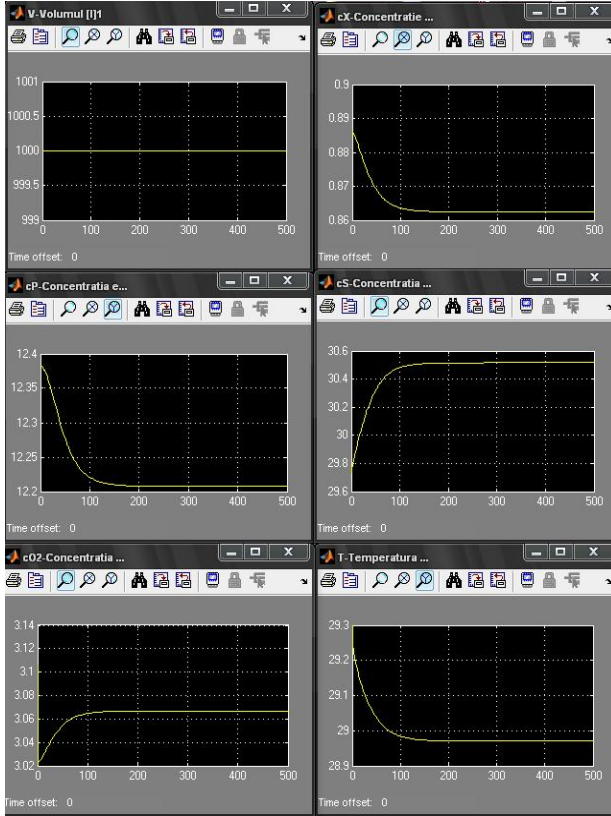 V-Volumul [l]1
1001
1000.5
1000
999.5
999
0 100 200 300 400 500
Time offset: 0
cX-Concentratie ...
0.9
0.89
0.88
0.87
0.86
0 100 200 300 400 500
Time offset: 0
cP-Concentratia e...
12.4
12.35
12.3
12.25
12.2
0 100 200 300 400 500
Time offset: 0
cS-Concentratia ...
30.6
30.4
30.2
30
29.8
29.6
0 100 200 300 400 500
Time offset: 0
cO2-Concentratia ...
3.14
3.12
3.1
3.08
3.06
3.04
3.02
0 100 200 300 400 500
Time offset: 0
T-Temperatura ...
29.3
29.2
29.1
29
28.9
0 100 200 300 400 500
Time offset: 0